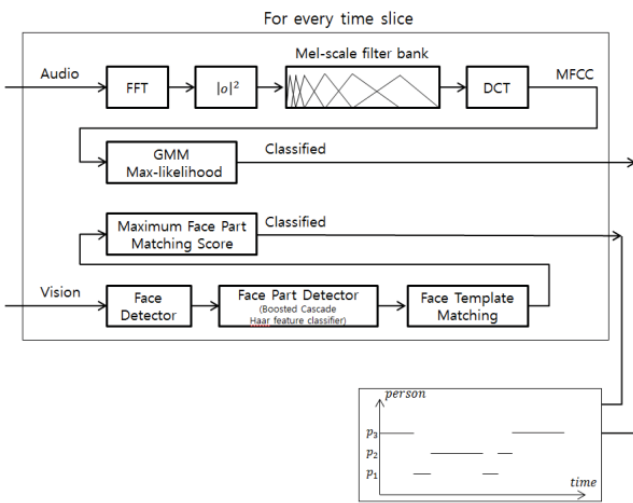 For every time slice
Mel-scale filter bank
Audio
FFT
|o|²
DCT
MFCC
GMM
Max-likelihood
Classified
Maximum Face Part
Matching Score
Classified
Vision
Face
Detector
Face Part Detector
(Boosted Cascade
Haar feature classifier)
Face Template
Matching
person
p₃
p₂
p₁
time